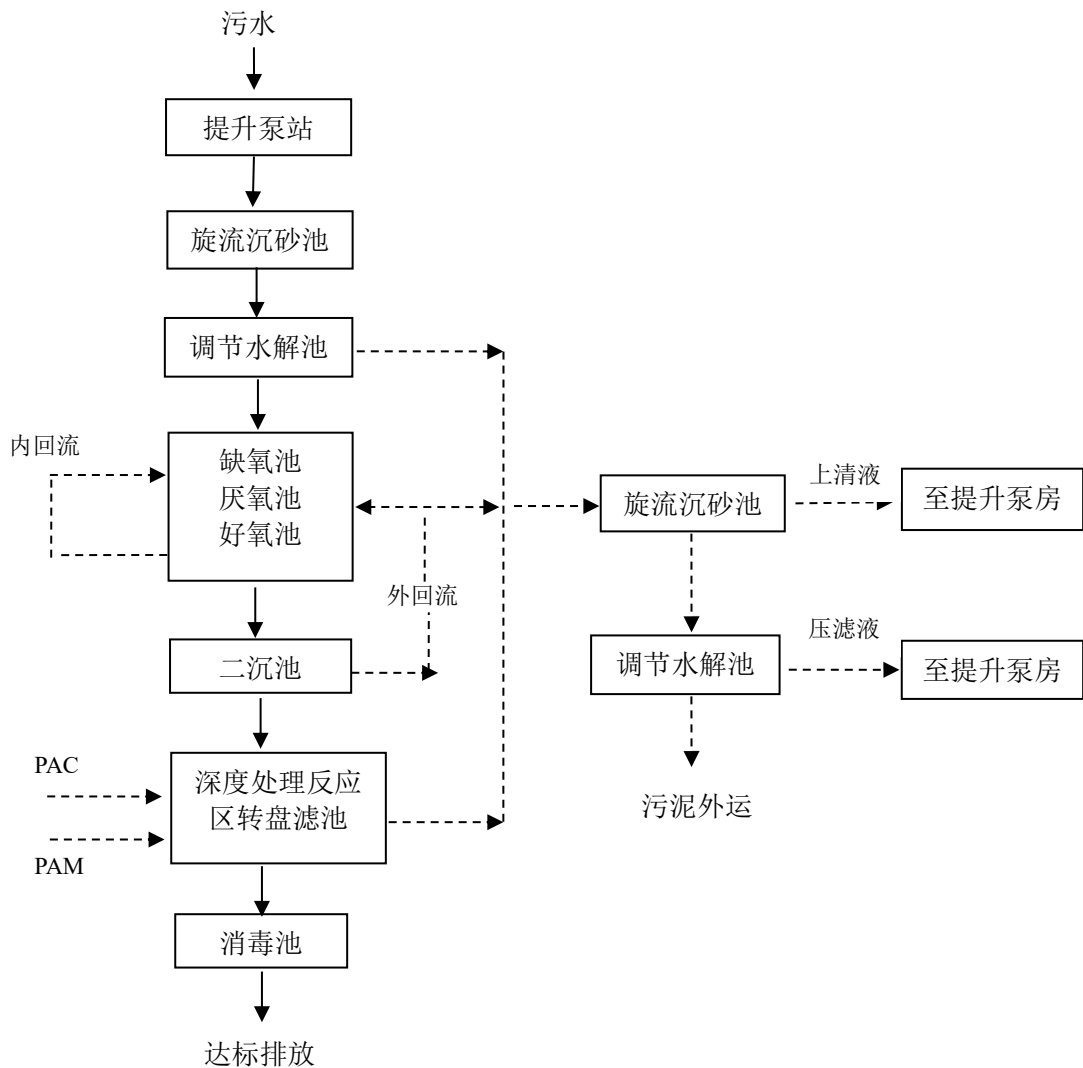 污水
提升泵站
旋流沉砂池
调节水解池
内回流
缺氧池
厌氧池
好氧池
外回流
二沉池
PAC
PAM
深度处理反应
区转盘滤池
消毒池
达标排放
旋流沉砂池
上清液
至提升泵房
调节水解池
压滤液
至提升泵房
污泥外运